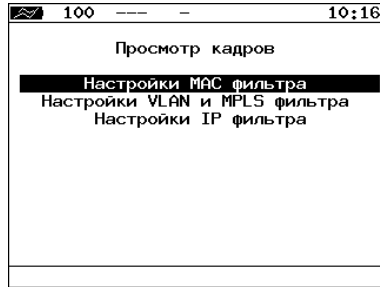 100 --- - 10:16
Просмотр кадров
Настройки MAC фильтра
Настройки VLAN и MPLS фильтра
Настройки IP фильтра